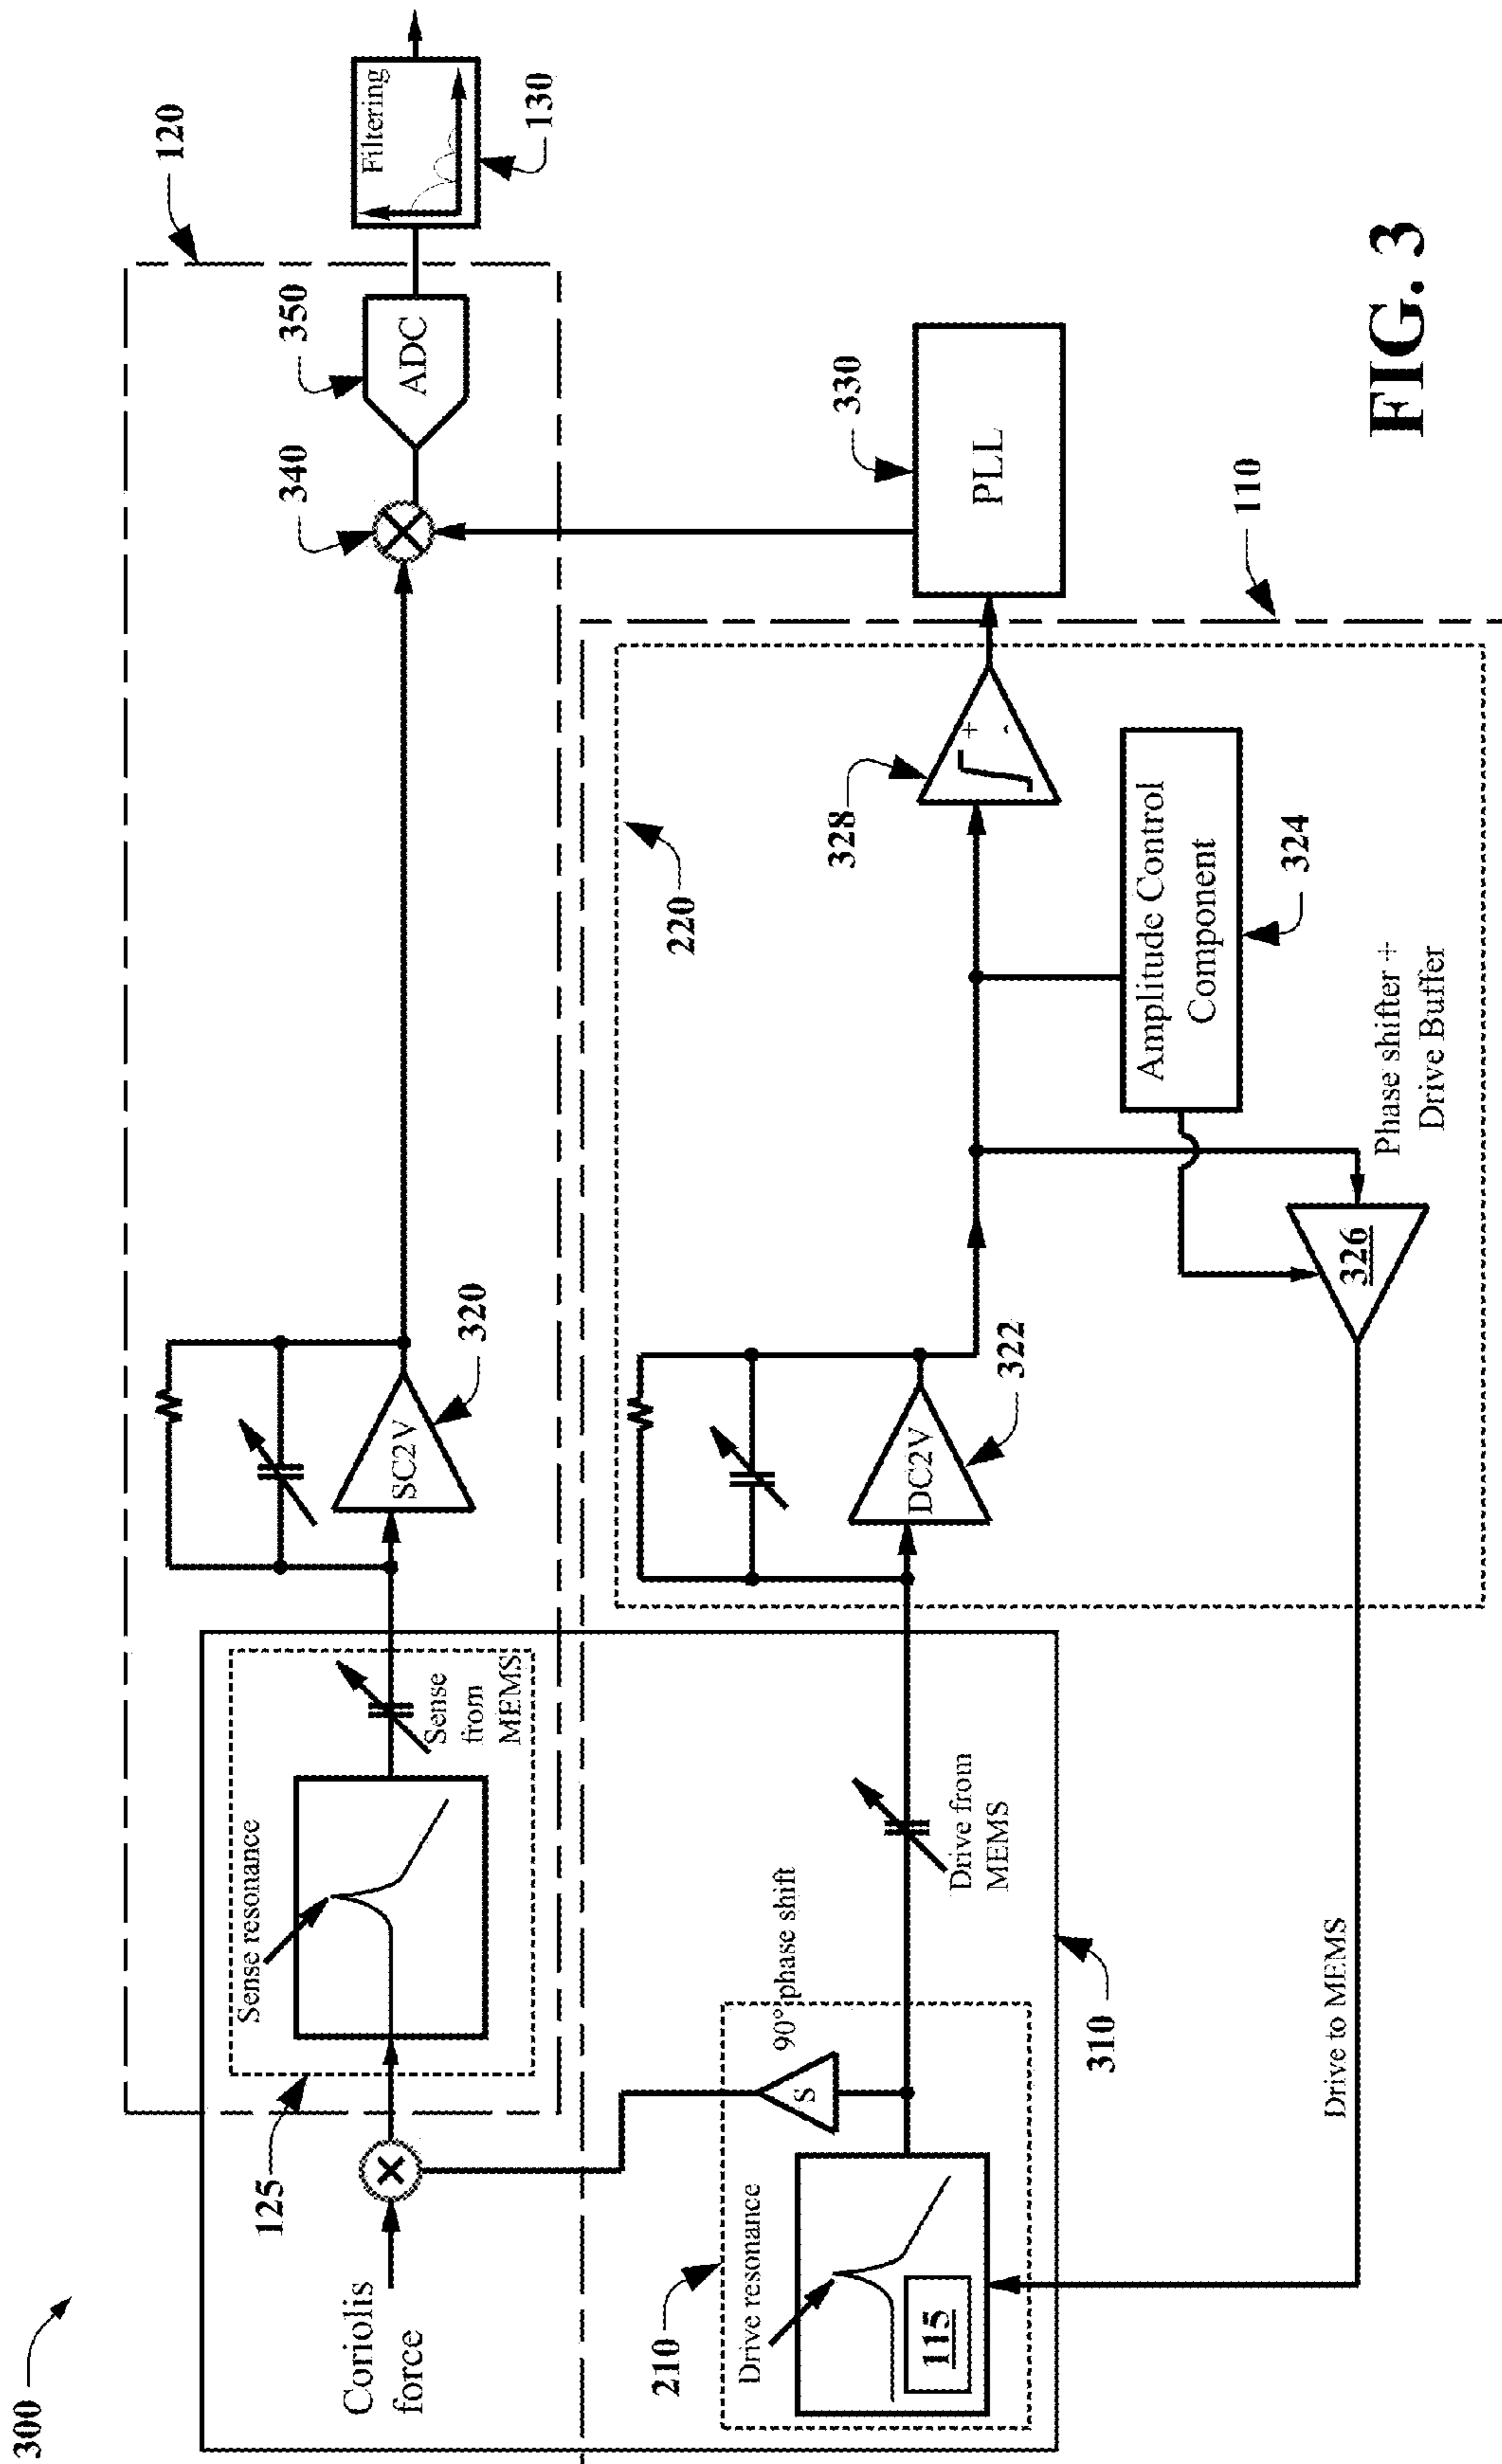 300
120
Filtering
130
350
ADC
340
320
SC2V
Sense resonance
Sense
from
MEMS
125
Coriolis
force
330
PLL
110
220
328
+
-
322
DC2V
Amplitude Control
Component
324
Phase shifter +
Drive Buffer
326
90° phase shift
S
Drive from
MEMS
310
210
Drive resonance
115
Drive to MEMS
FIG. 3